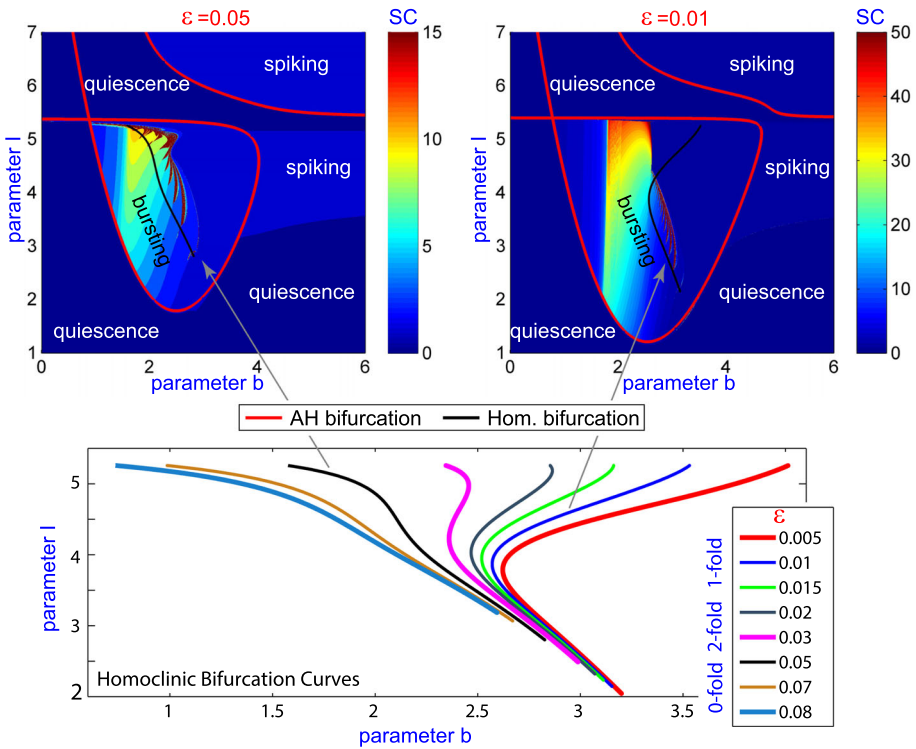 ε =0.05
SC
7
6
5
4
3
2
1
parameter I
quiescence
spiking
spiking
bursting
quiescence
quiescence
0
2
4
6
parameter b
15
10
5
0
ε =0.01
SC
7
6
5
4
3
2
1
parameter I
quiescence
spiking
spiking
bursting
quiescence
quiescence
0
2
4
6
parameter b
50
40
30
20
10
0
AH bifurcation
Hom. bifurcation
5
4
3
2
parameter I
Homoclinic Bifurcation Curves
1
1.5
2
2.5
3
3.5
parameter b
0-fold 2-fold 1-fold
ε
0.005
0.01
0.015
0.02
0.03
0.05
0.07
0.08